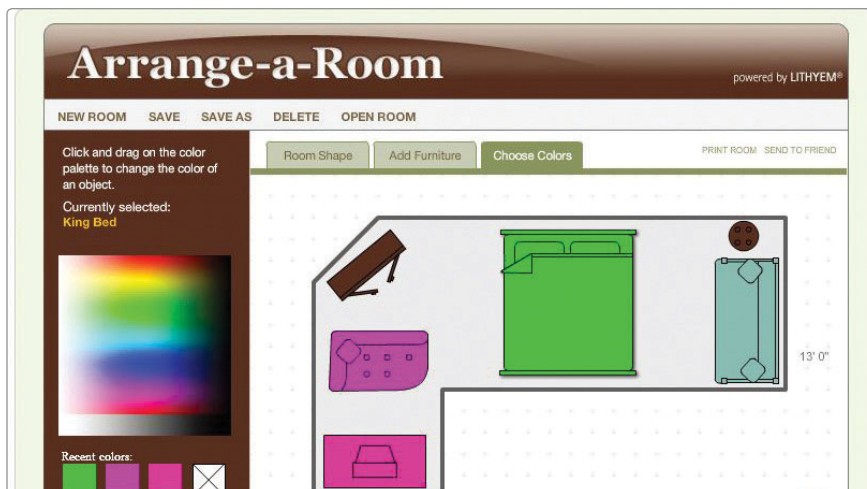 Arrange-a-Room
powered by LITHYEM®
NEW ROOM SAVE SAVE AS DELETE OPEN ROOM
Click and drag on the color
palette to change the color of
an object.
Currently selected:
King Bed
Room Shape Add Furniture Choose Colors
PRINT ROOM SEND TO FRIEND
13' 0"
Recent colors: